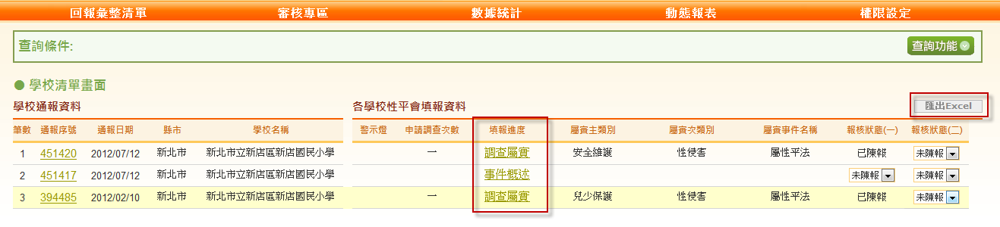 回報彙整清單 審核專區 數據統計 動態報表 權限設定
查詢條件: 查詢功能
學校清單畫面
學校通報資料 各學校性平會填報資料 匯出Excel
筆數 通報序號 通報日期 縣市 學校名稱 警示燈 申請調查次數 填報進度 屬實主類別 屬實次類別 屬實事件名稱 報核狀態(一) 報核狀態(二)
1 451420 2012/07/12 新北市 新北市立新店區新店國民小學 一 調查屬實 安全維護 性侵害 屬性平法 已陳報 未陳報
2 451417 2012/07/12 新北市 新北市立新店區新店國民小學 事件概述 未陳報 未陳報
3 394485 2012/02/10 新北市 新北市立新店區新店國民小學 一 調查屬實 兒少保護 性侵害 屬性平法 已陳報 未陳報